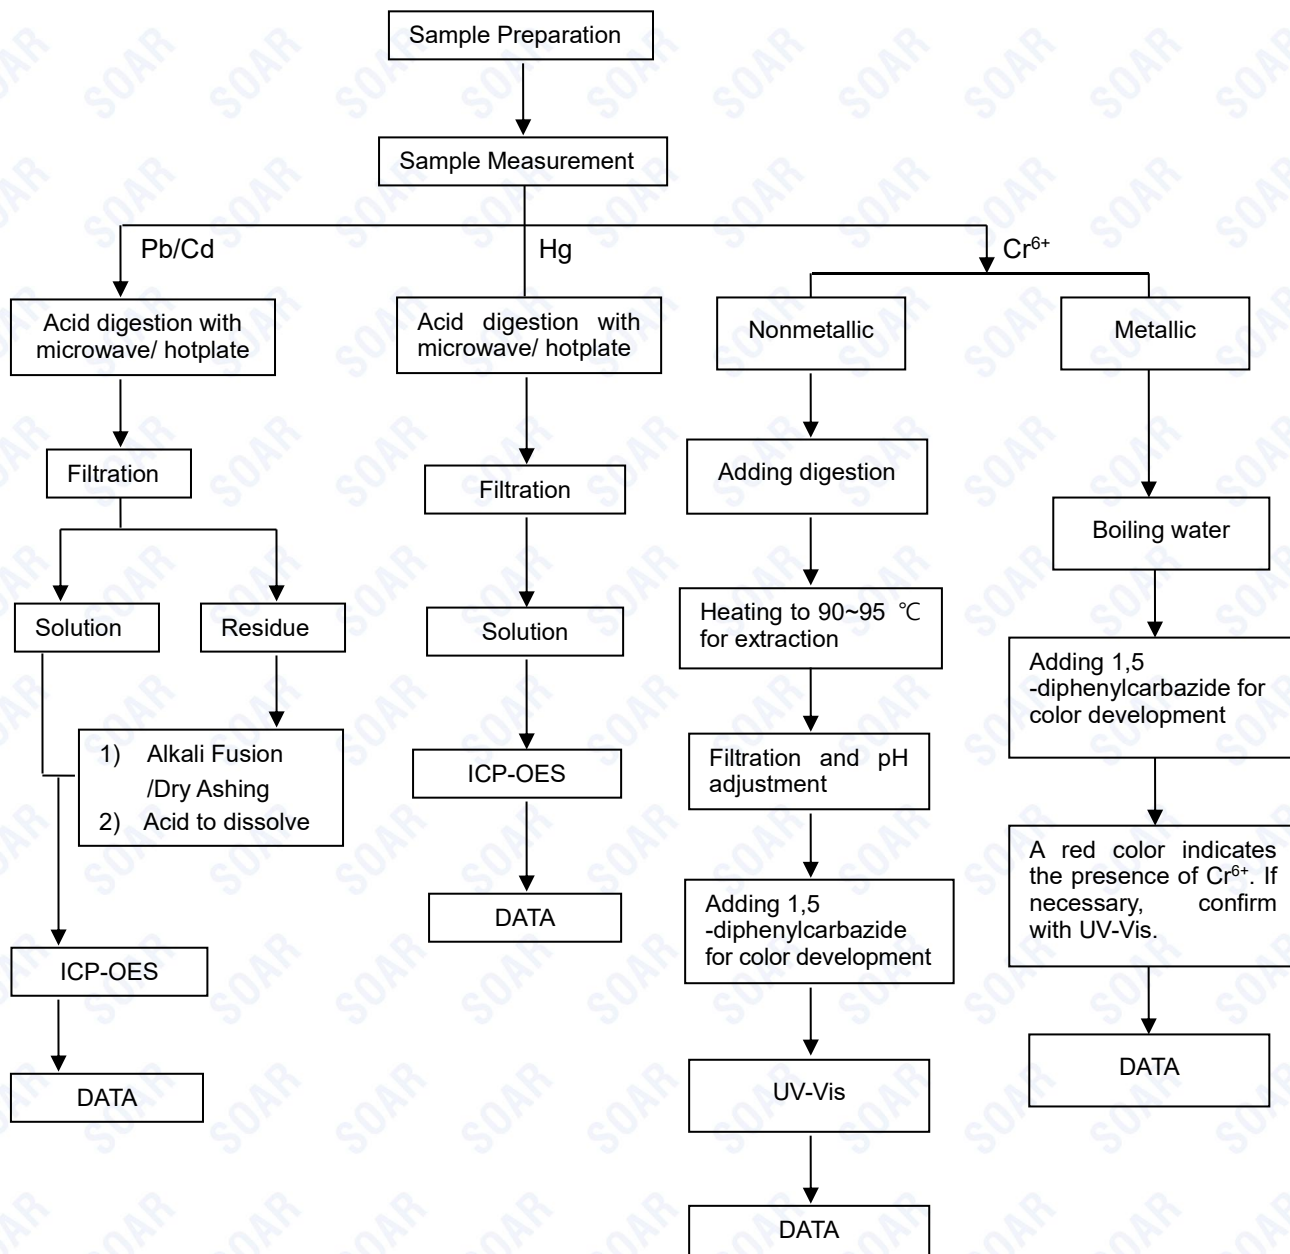 Sample Preparation
Sample Measurement
Pb/Cd
Hg
Cr⁶⁺
Acid digestion with
microwave/ hotplate
Filtration
Solution
Residue
1) Alkali Fusion
/Dry Ashing
2) Acid to dissolve
ICP-OES
DATA
Acid digestion with
microwave/ hotplate
Filtration
Solution
ICP-OES
DATA
Nonmetallic
Adding digestion
Heating to 90~95 ℃
for extraction
Filtration and pH
adjustment
Adding 1,5
-diphenylcarbazide
for color development
UV-Vis
DATA
Metallic
Boiling water
Adding 1,5
-diphenylcarbazide for
color development
A red color indicates
the presence of Cr⁶⁺. If
necessary, confirm
with UV-Vis.
DATA
SOAR